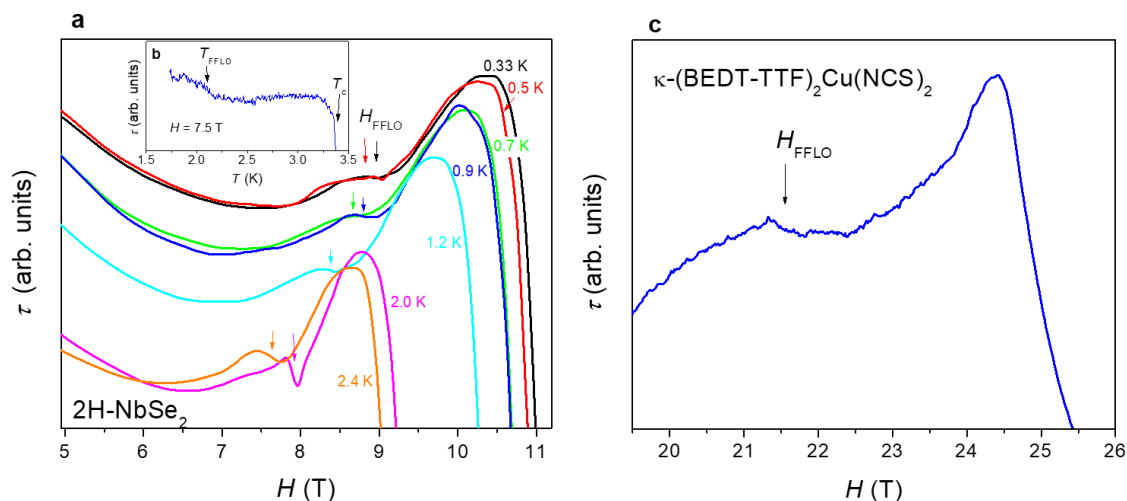 a
b
T_FFLO
T_c
H = 7.5 T
τ (arb. units)
1.5 2.0 2.5 3.0 3.5
T (K)
H_FFLO
0.33 K
0.5 K
0.7 K
0.9 K
1.2 K
2.0 K
2.4 K
2H-NbSe₂
τ (arb. units)
5 6 7 8 9 10 11
H (T)
c
κ-(BEDT-TTF)₂Cu(NCS)₂
H_FFLO
τ (arb. units)
21 22 23 24 25 26
20
H (T)